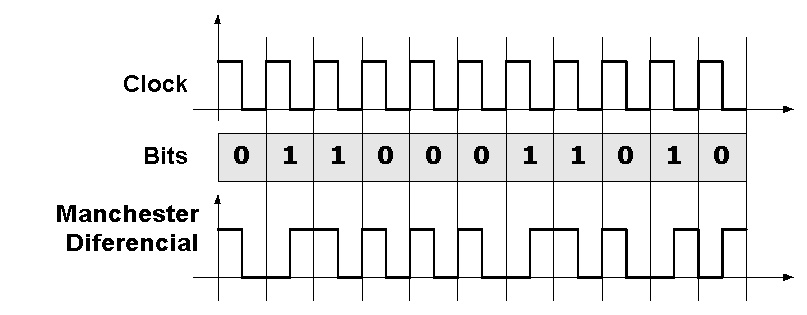 Clock
Bits 0 1 1 0 0 0 1 1 0 1 0
Manchester
Diferencial